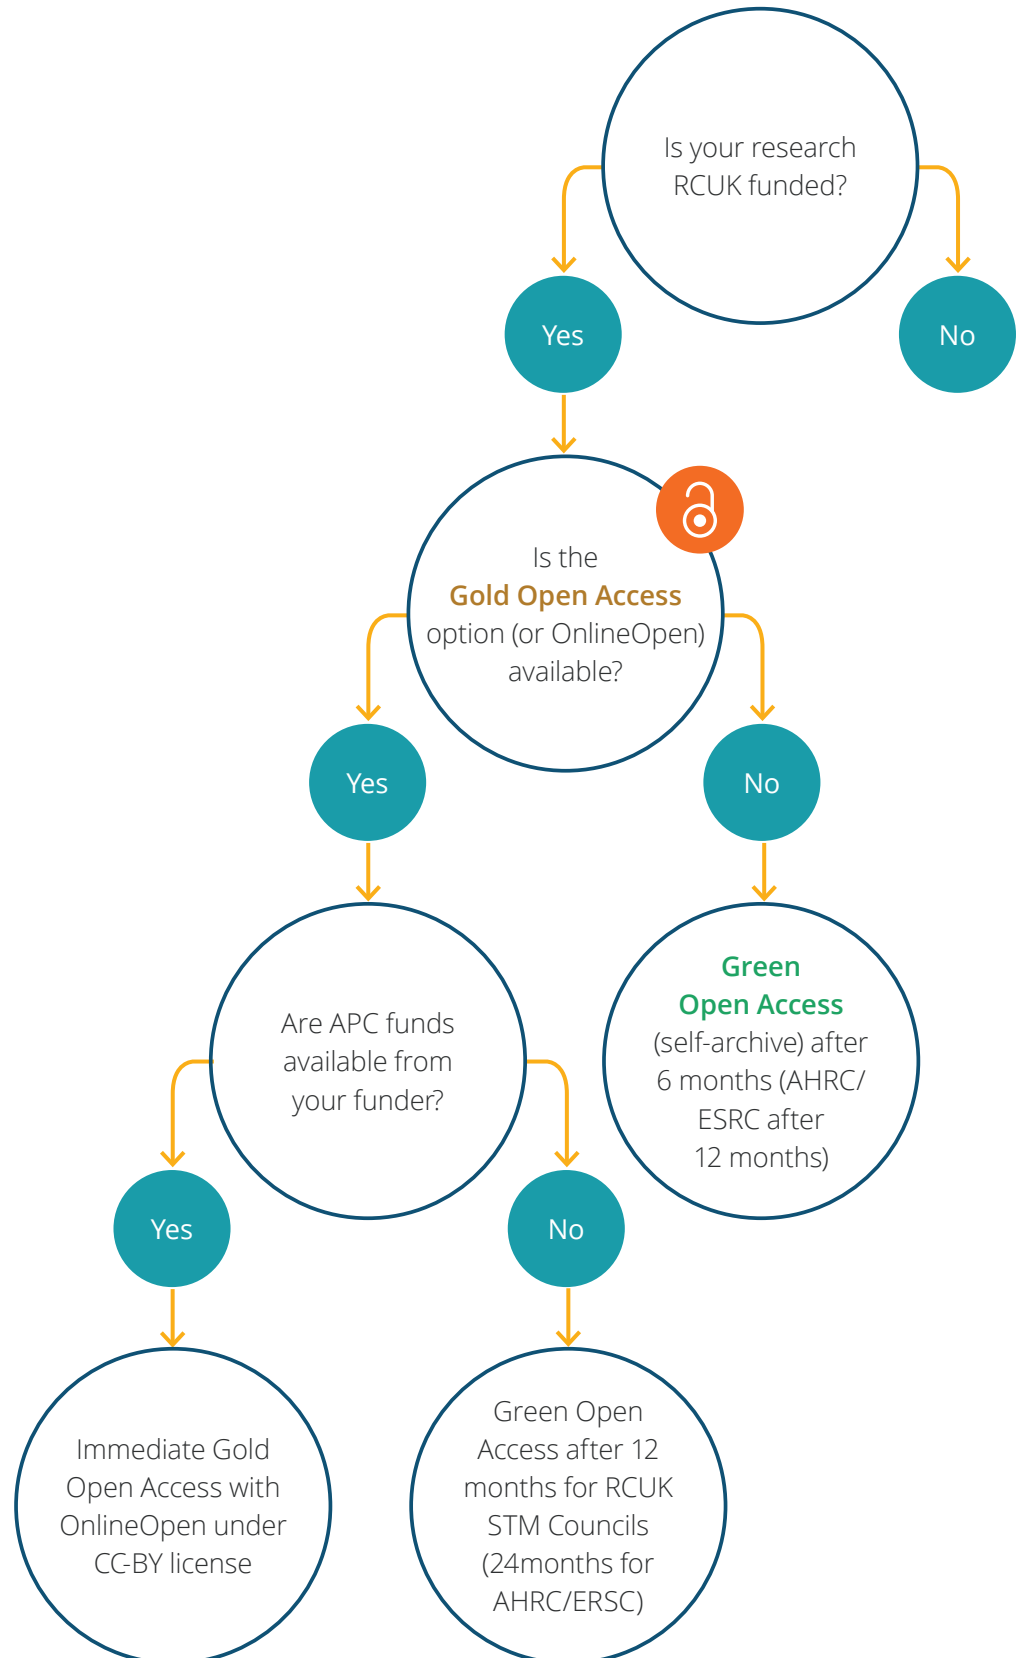 Is your research
RCUK funded?
Yes
No
Is the
Gold Open Access
option (or OnlineOpen)
available?
Yes
No
Are APC funds
available from
your funder?
Green
Open Access
(self-archive) after
6 months (AHRC/
ESRC after
12 months)
Yes
No
Immediate Gold
Open Access with
OnlineOpen under
CC-BY license
Green Open
Access after 12
months for RCUK
STM Councils
(24months for
AHRC/ERSC)